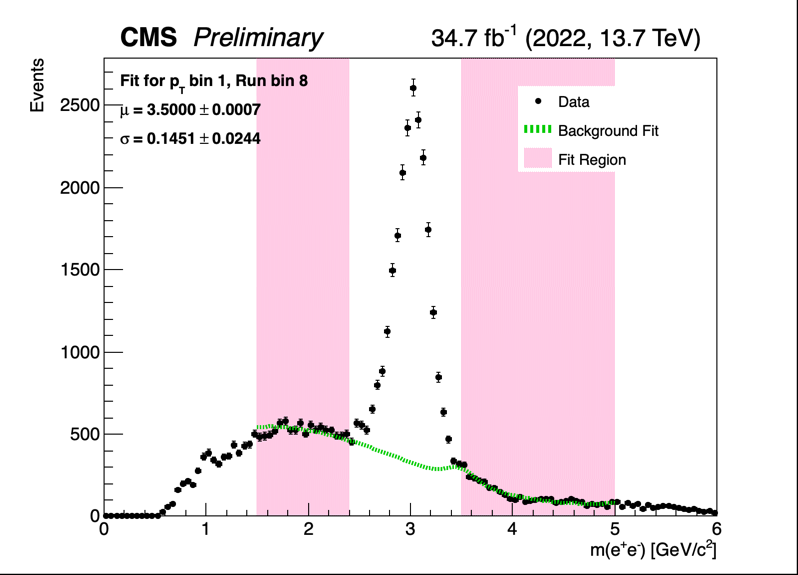 CMS Preliminary
34.7 fb⁻¹ (2022, 13.7 TeV)
Fit for p_T bin 1, Run bin 8
μ = 3.5000 ± 0.0007
σ = 0.1451 ± 0.0244
Data
Background Fit
Fit Region
Events
2500
2000
1500
1000
500
0
0 1 2 3 4 5 6
m(e⁺e⁻) [GeV/c²]